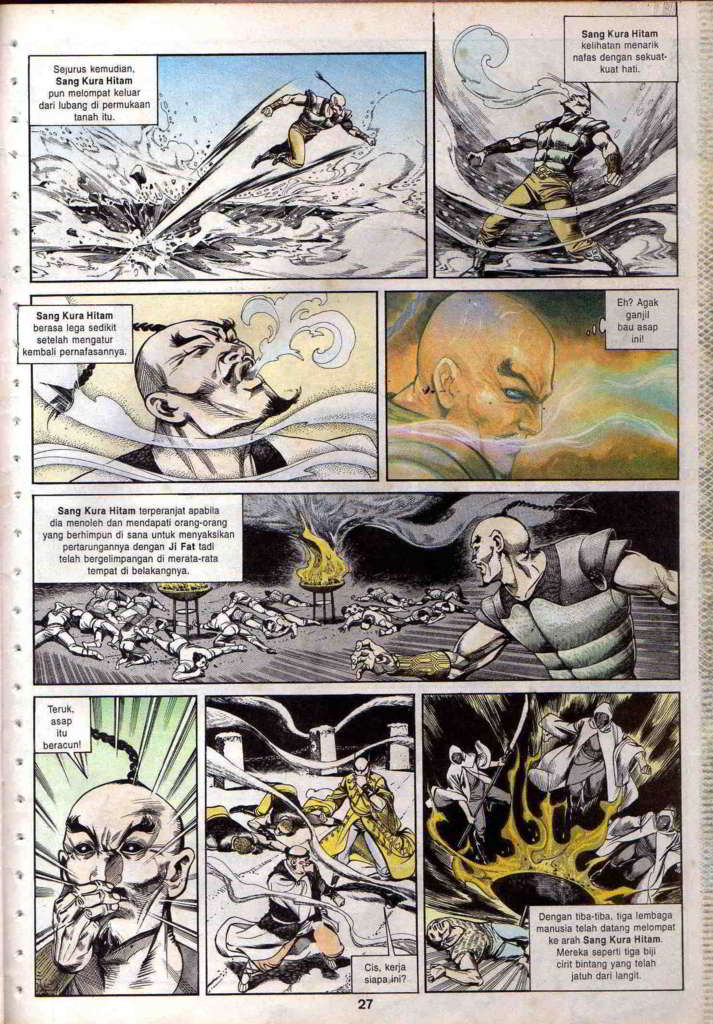 Sejurus kemudian,
Sang Kura Hitam
pun melompat keluar
dari lubang di permukaan
tanah itu.
Sang Kura Hitam
kelihatan menarik
nafas dengan sekuat-
kuat hati.
Sang Kura Hitam
berasa lega sedikit
setelah mengatur
kembali pernafasannya.
Eh? Agak
ganjil
bau asap
ini!
Sang Kura Hitam terperanjat apabila
dia menoleh dan mendapati orang-orang
yang berhimpun di sana untuk menyaksikan
pertarungannya dengan Ji Fat tadi
telah bergelimpangan di merata-rata
tempat di belakangnya.
Teruk,
asap
itu
beracun!
Cis, kerja
siapa ini?
Dengan tiba-tiba, tiga lembaga
manusia telah datang melompat
ke arah Sang Kura Hitam.
Mereka seperti tiga biji
cirit bintang yang telah
jatuh dari langit.
27